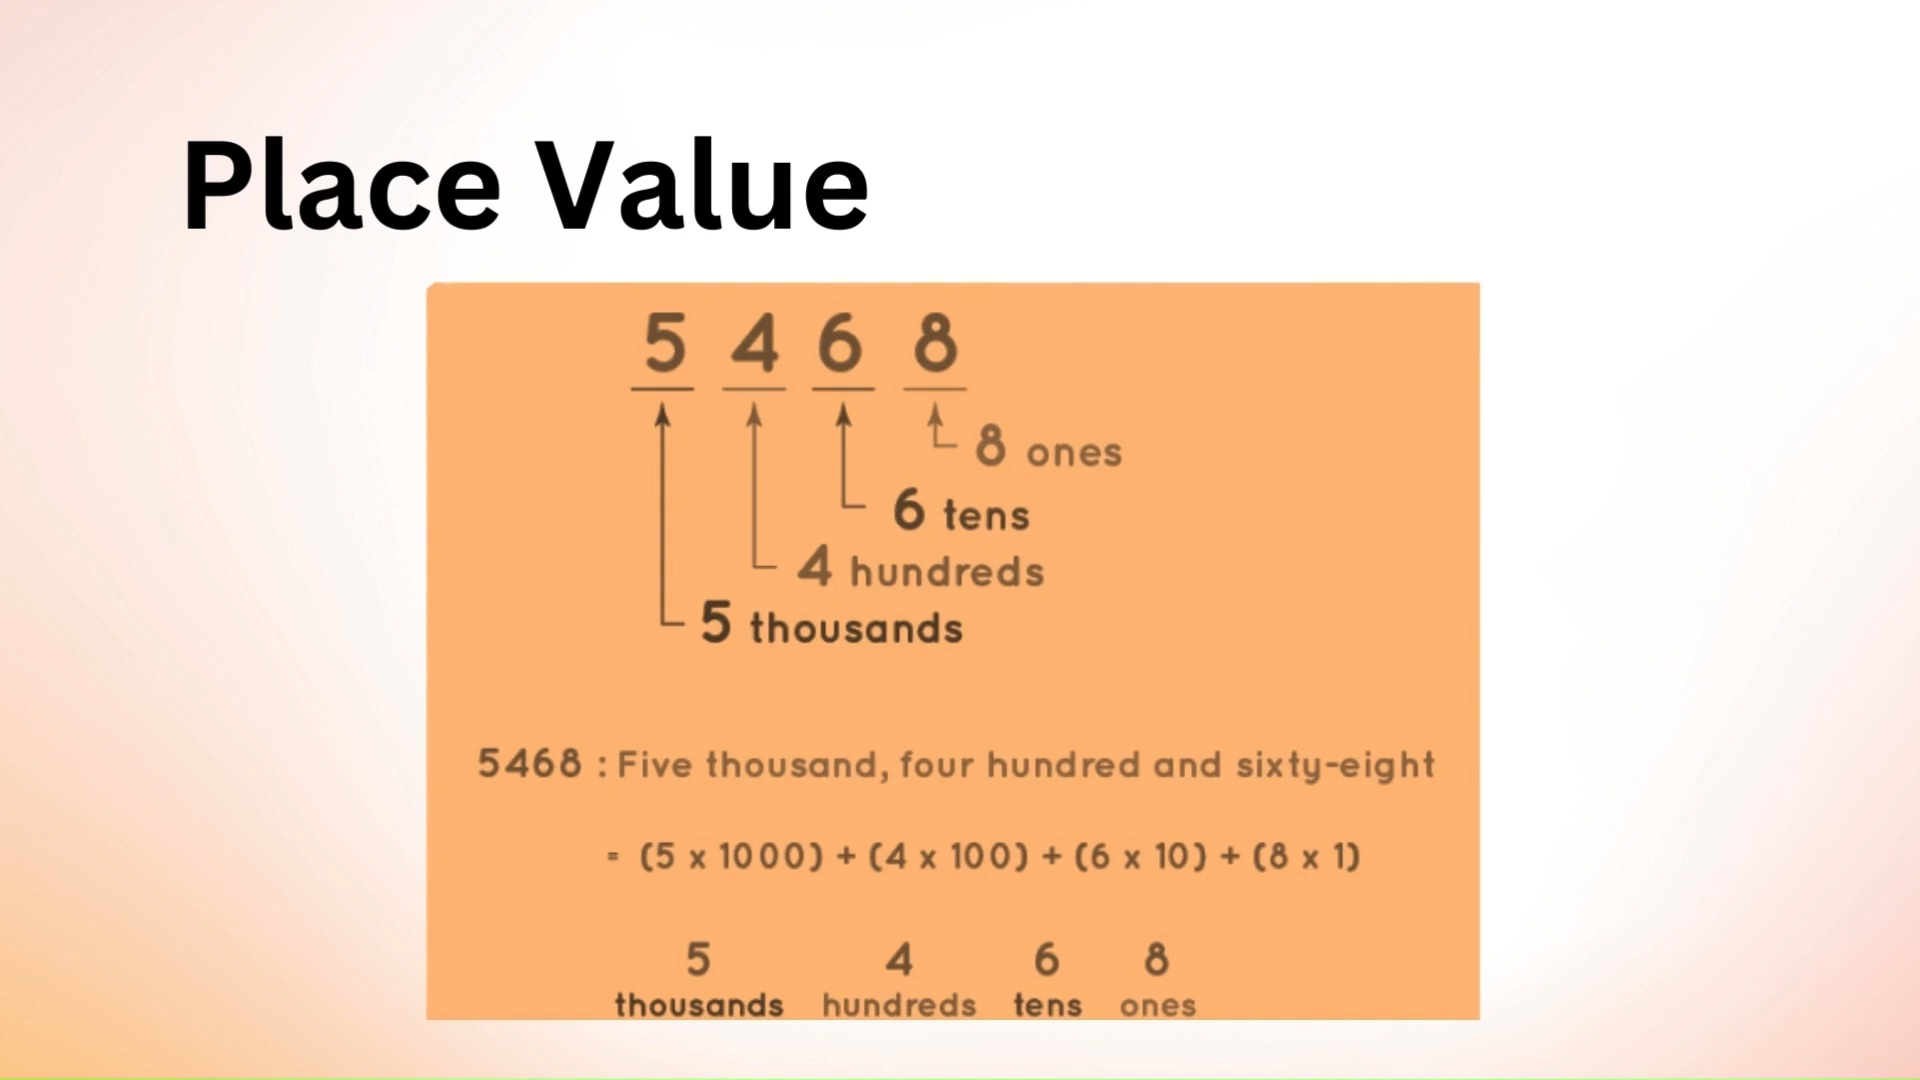 Place Value
5 4 6 8
8 ones
6 tens
4 hundreds
5 thousands
5468 : Five thousand, four hundred and sixty-eight
= (5 x 1000) + (4 x 100) + (6 x 10) + (8 x 1)
5 4 6 8
thousands hundreds tens ones